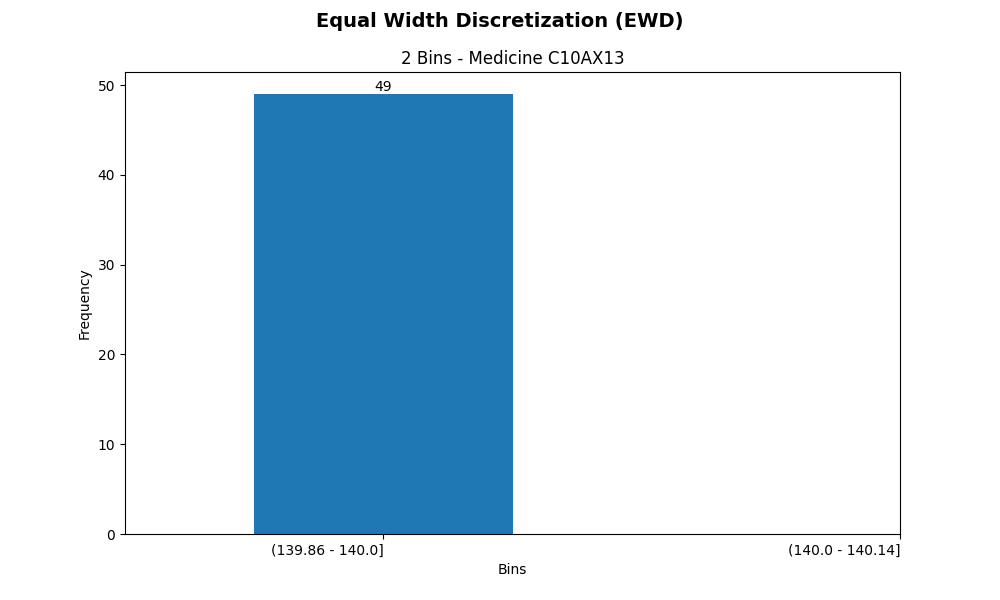 Equal Width Discretization (EWD)
2 Bins - Medicine C10AX13
49
50
40
30
20
10
0
Frequency
(139.86 - 140.0]
(140.0 - 140.14]
Bins